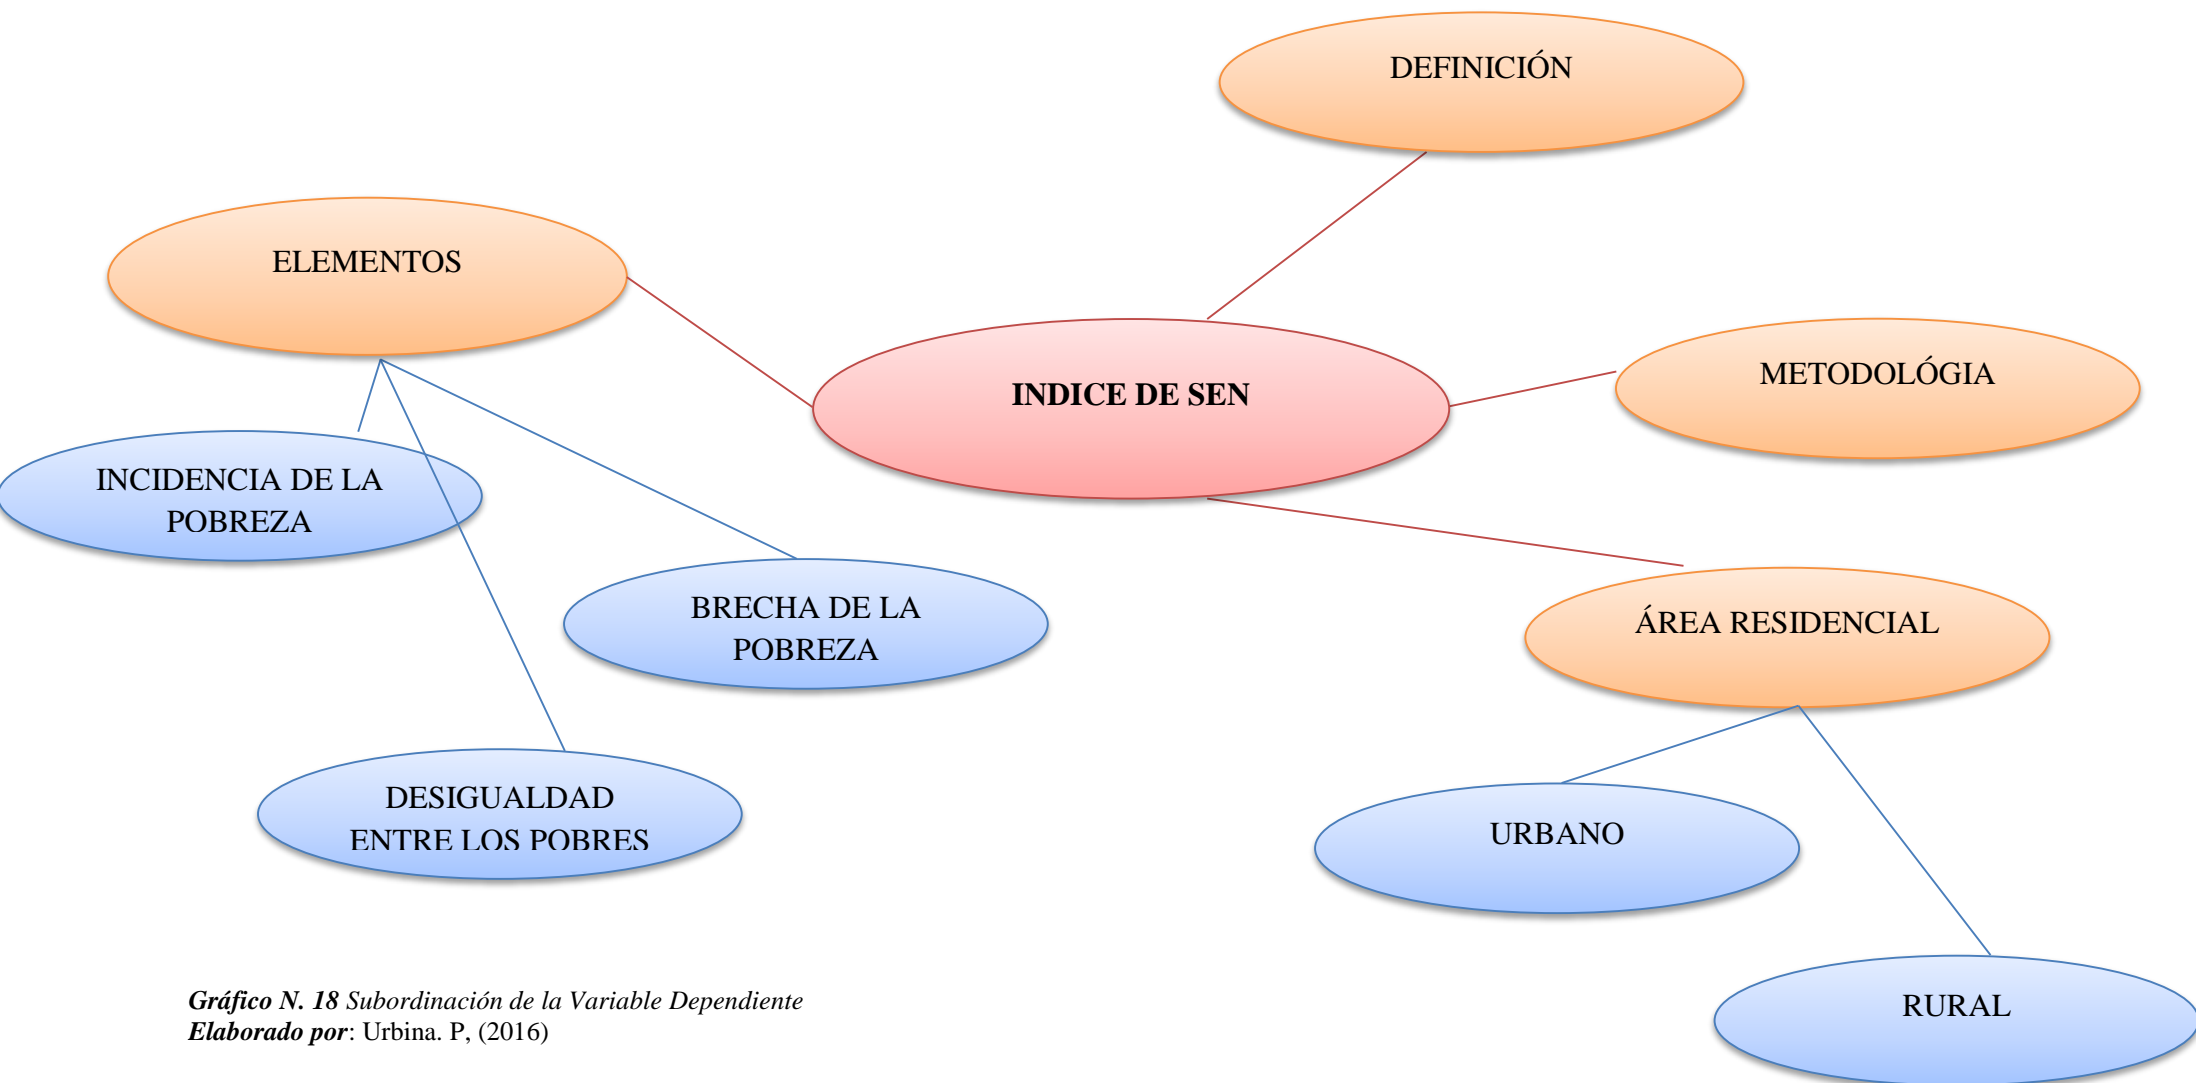 DEFINICIÓN
ELEMENTOS
INDICE DE SEN
METODOLÓGIA
INCIDENCIA DE LA
POBREZA
BRECHA DE LA
POBREZA
ÁREA RESIDENCIAL
DESIGUALDAD
ENTRE LOS POBRES
URBANO
RURAL
Gráfico N. 18 Subordinación de la Variable Dependiente
Elaborado por: Urbina. P, (2016)